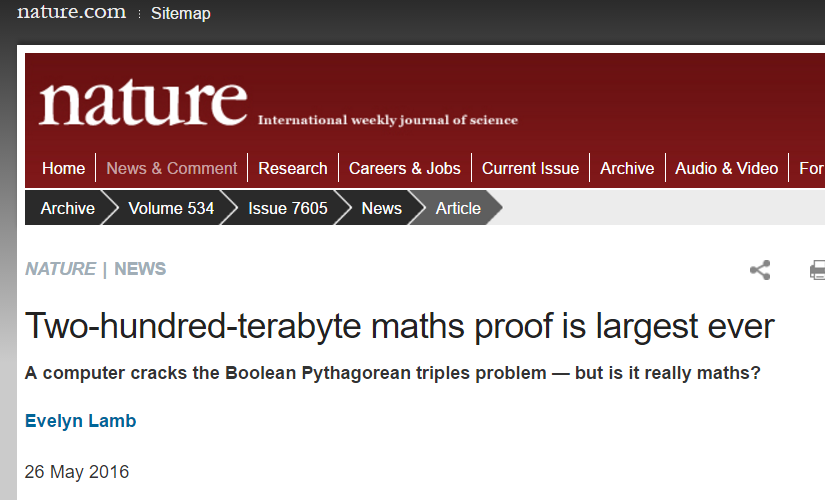 nature.com : Sitemap
nature International weekly journal of science
Home News & Comment Research Careers & Jobs Current Issue Archive Audio & Video For
Archive Volume 534 Issue 7605 News Article
NATURE | NEWS
Two-hundred-terabyte maths proof is largest ever
A computer cracks the Boolean Pythagorean triples problem — but is it really maths?
Evelyn Lamb
26 May 2016